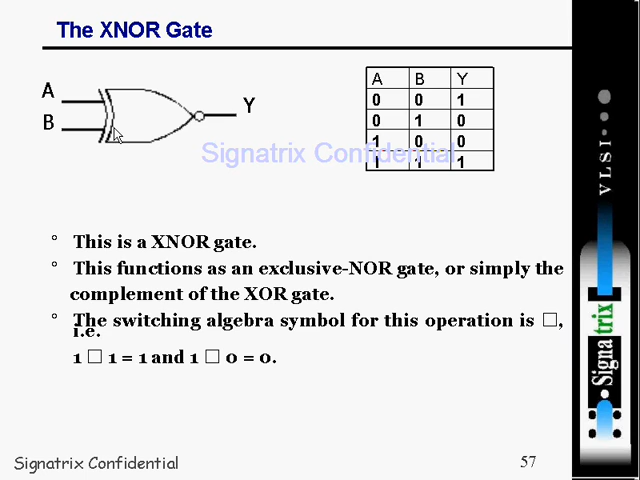 The XNOR Gate
A
B
Y
A B Y
0 0 1
0 1 0
1 0 0
1 1 1
Signatrix Confidential
° This is a XNOR gate.
° This functions as an exclusive-NOR gate, or simply the
complement of the XOR gate.
° The switching algebra symbol for this operation is □,
i.e.
1 □ 1 = 1 and 1 □ 0 = 0.
Signatrix Confidential
57
VLSI
Signatrix